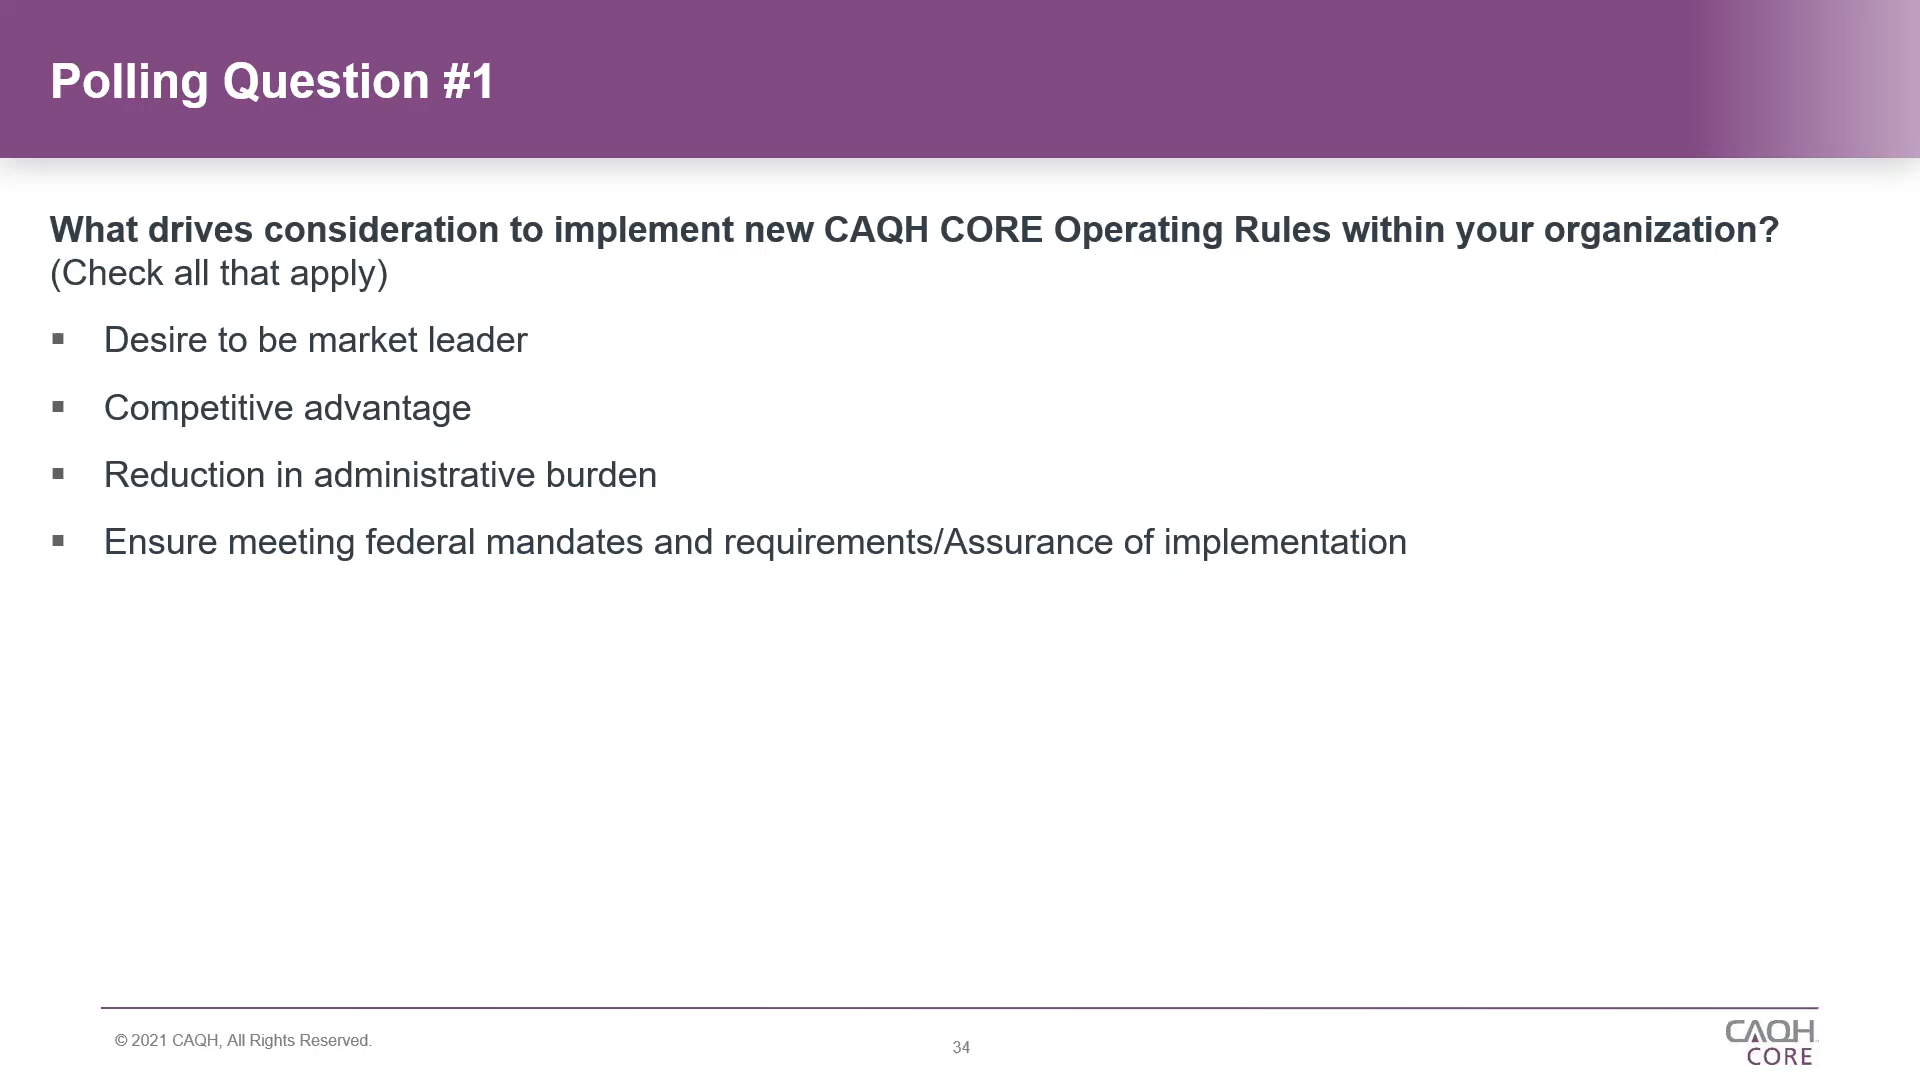 Polling Question #1
What drives consideration to implement new CAQH CORE Operating Rules within your organization?
(Check all that apply)
▪ Desire to be market leader
▪ Competitive advantage
▪ Reduction in administrative burden
▪ Ensure meeting federal mandates and requirements/Assurance of implementation
© 2021 CAQH, All Rights Reserved.
34
CAQH
CORE